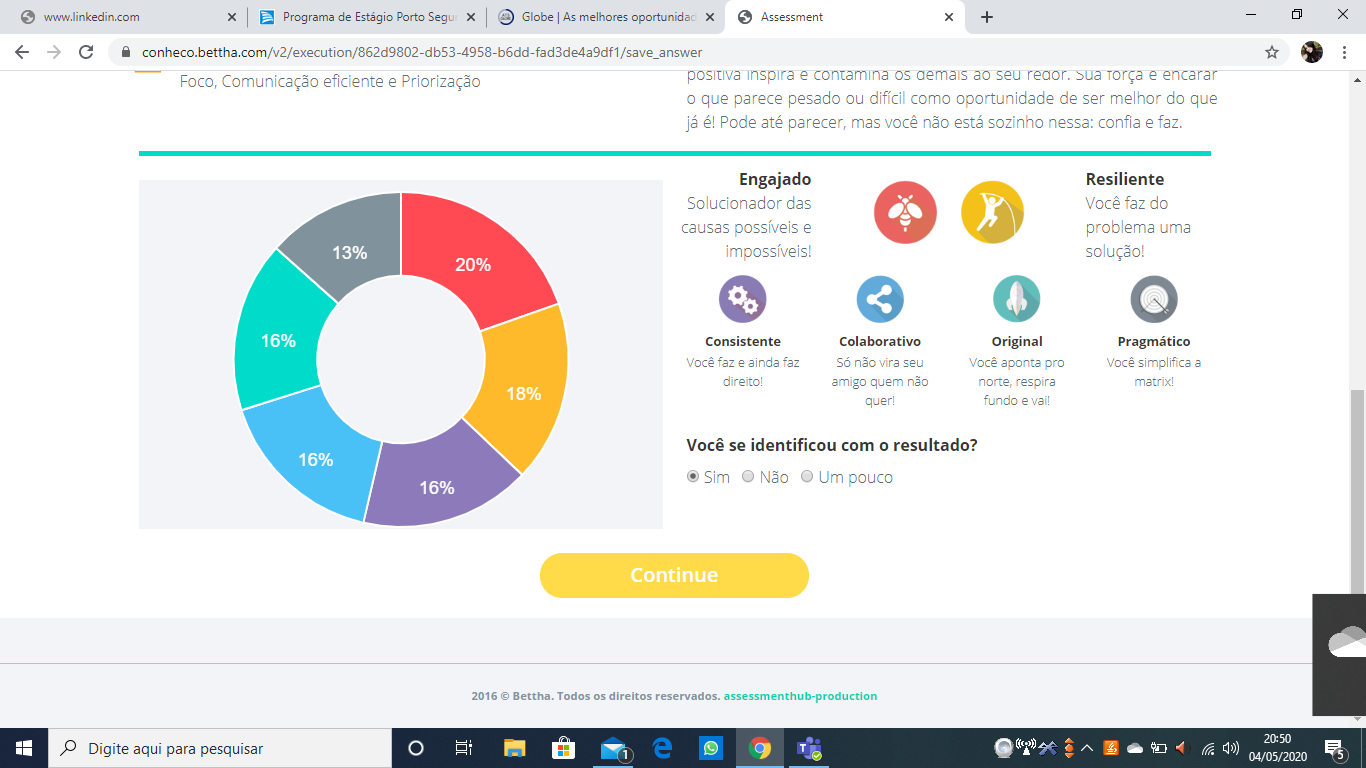 www.linkedin.com
Programa de Estágio Porto Segur
Globe | As melhores oportunidad
Assessment
conheco.bettha.com/v2/execution/862d9802-db53-4958-b6dd-fad3de4a9df1/save_answer
Foco, Comunicação eficiente e Priorização
positiva inspira e contamina os demais ao seu redor. Sua força é encarar
o que parece pesado ou difícil como oportunidade de ser melhor do que
já é! Pode até parecer, mas você não está sozinho nessa: confia e faz.
13%
20%
16%
18%
16%
16%
Engajado
Solucionador das
causas possíveis e
impossíveis!
Resiliente
Você faz do
problema uma
solução!
Consistente
Você faz e ainda faz
direito!
Colaborativo
Só não vira seu
amigo quem não
quer!
Original
Você aponta pro
norte, respira
fundo e vai!
Pragmático
Você simplifica a
matrix!
Você se identificou com o resultado?
Sim Não Um pouco
Continue
2016 © Bettha. Todos os direitos reservados. assessmenthub-production
Digite aqui para pesquisar
1
20:50
04/05/2020
5